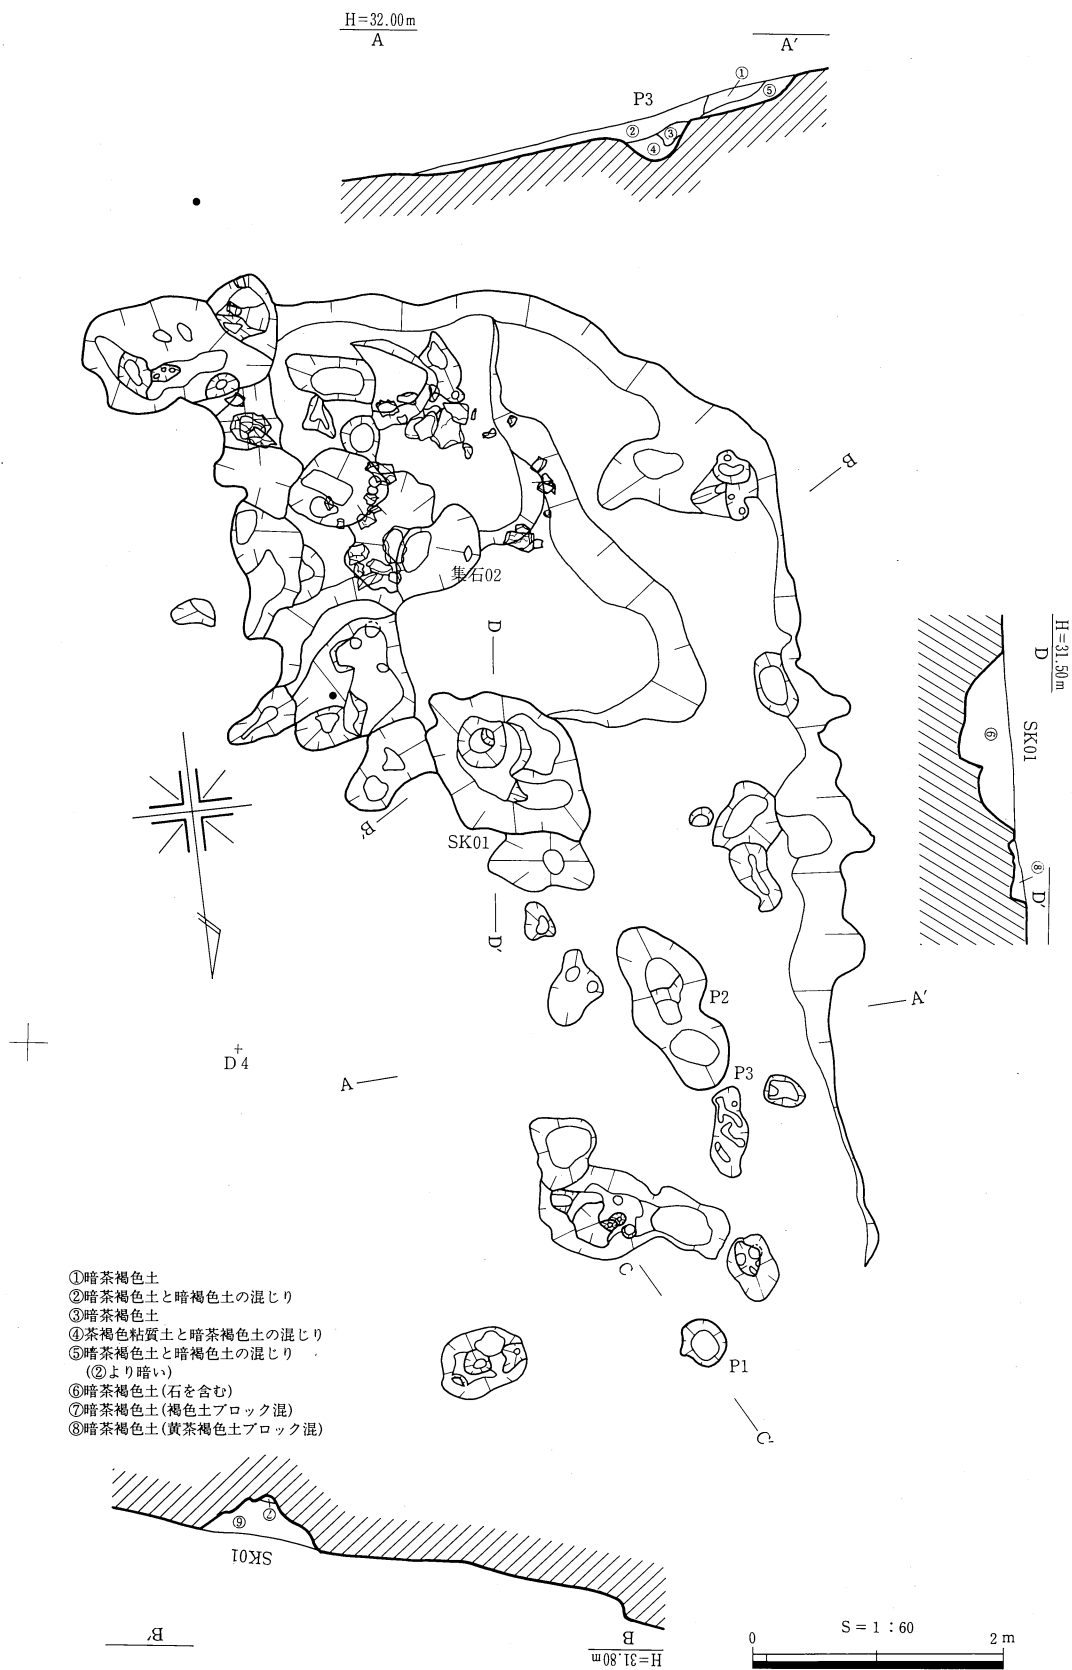 H=32.00m
A
A′
①
⑤
P3
②
③
④
B
集石02
D
H=31.50m
D
SK01
⑥
⑧
D′
B′
SK01
D′
P2
A′
D4
A
P3
C
P1
C′
①暗茶褐色土
②暗茶褐色土と暗褐色土の混じり
③暗茶褐色土
④茶褐色粘質土と暗茶褐色土の混じり
⑤暗茶褐色土と暗褐色土の混じり
(②より暗い)
⑥暗茶褐色土(石を含む)
⑦暗茶褐色土(褐色土ブロック混)
⑧暗茶褐色土(黄茶褐色土ブロック混)
⑥
⑦
SK01
B′
B
H=31.80m
S=1:60
0
2m